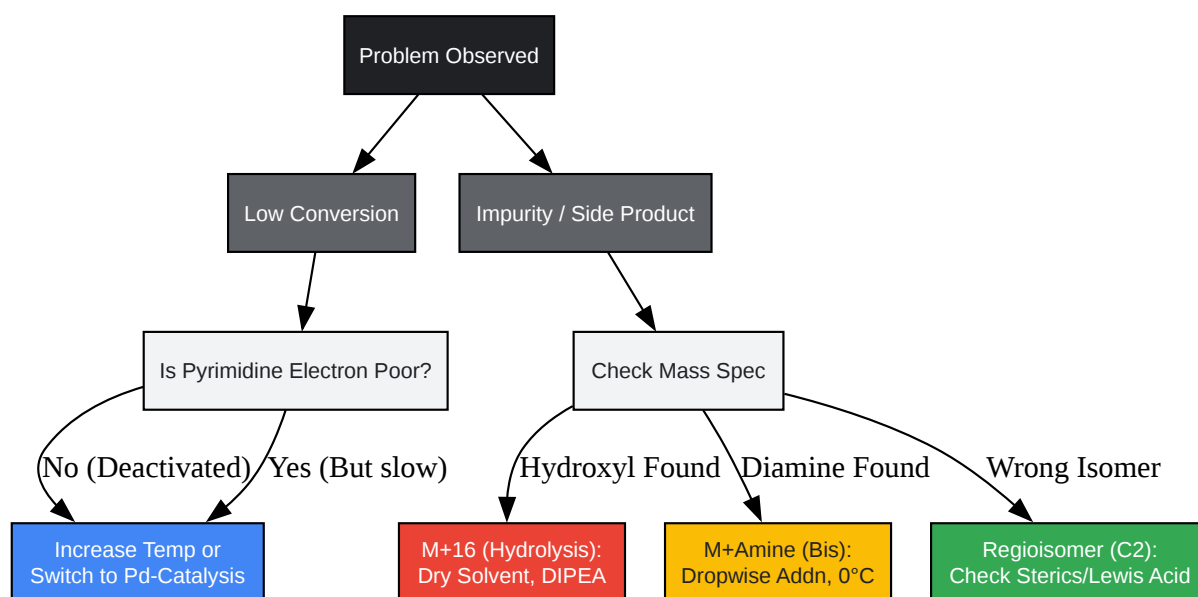 Problem Observed
Low Conversion
Impurity / Side Product
Is Pyrimidine Electron Poor?
Check Mass Spec
No (Deactivated)
Yes (But slow)
Hydroxyl Found
Diamine Found
Wrong Isomer
Increase Temp or
Switch to Pd-Catalysis
M+16 (Hydrolysis):
Dry Solvent, DIPEA
M+Amine (Bis):
Dropwise Addn, 0°C
Regioisomer (C2):
Check Sterics/Lewis Acid